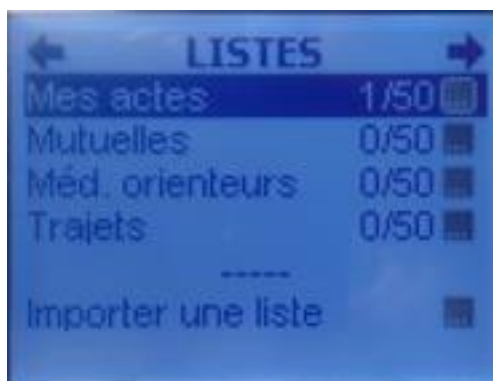 LISTES
Mes actes 1/50
Mutuelles 0/50
Méd. orienteurs 0/50
Trajets 0/50
-----
Importer une liste